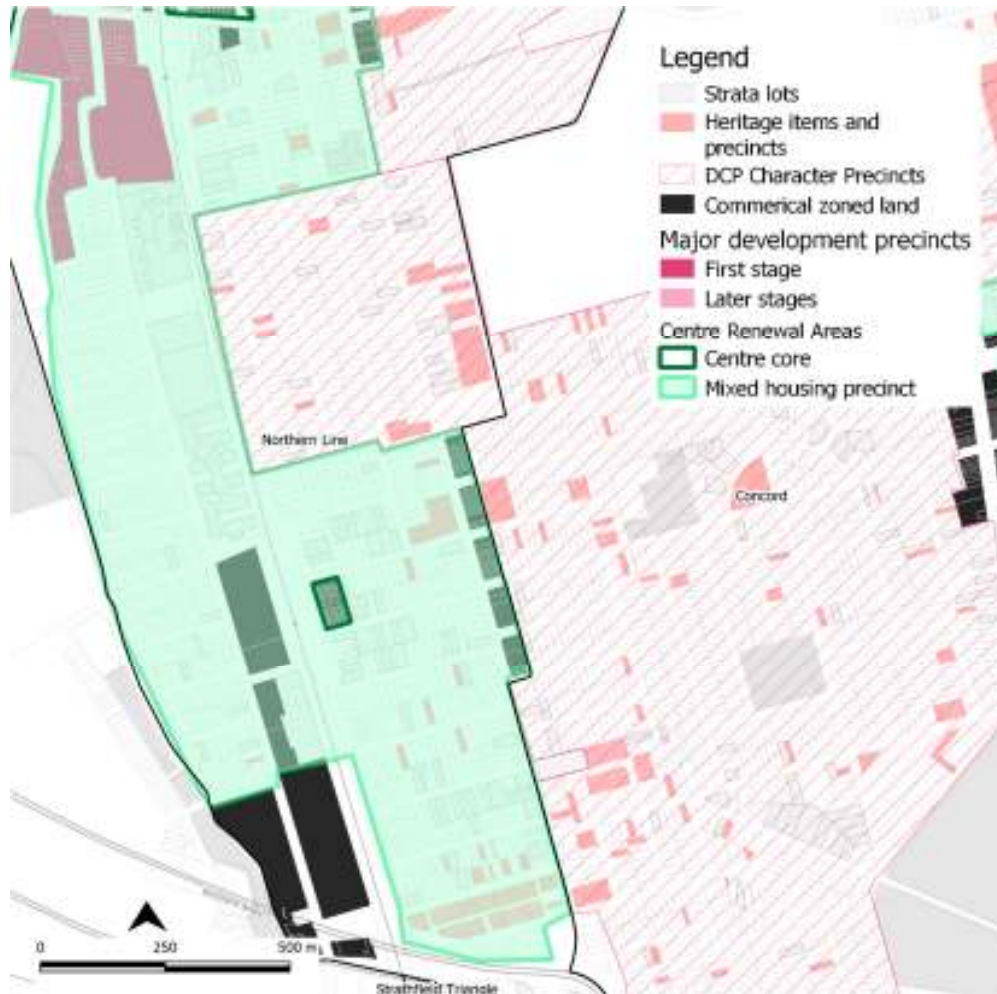 Legend
Strata lots
Heritage items and
precincts
DCP Character Precincts
Commerical zoned land
Major development precincts
First stage
Later stages
Centre Renewal Areas
Centre core
Mixed housing precinct
Northern Line
Concord
0 250 500 m
Strathfield Triangle